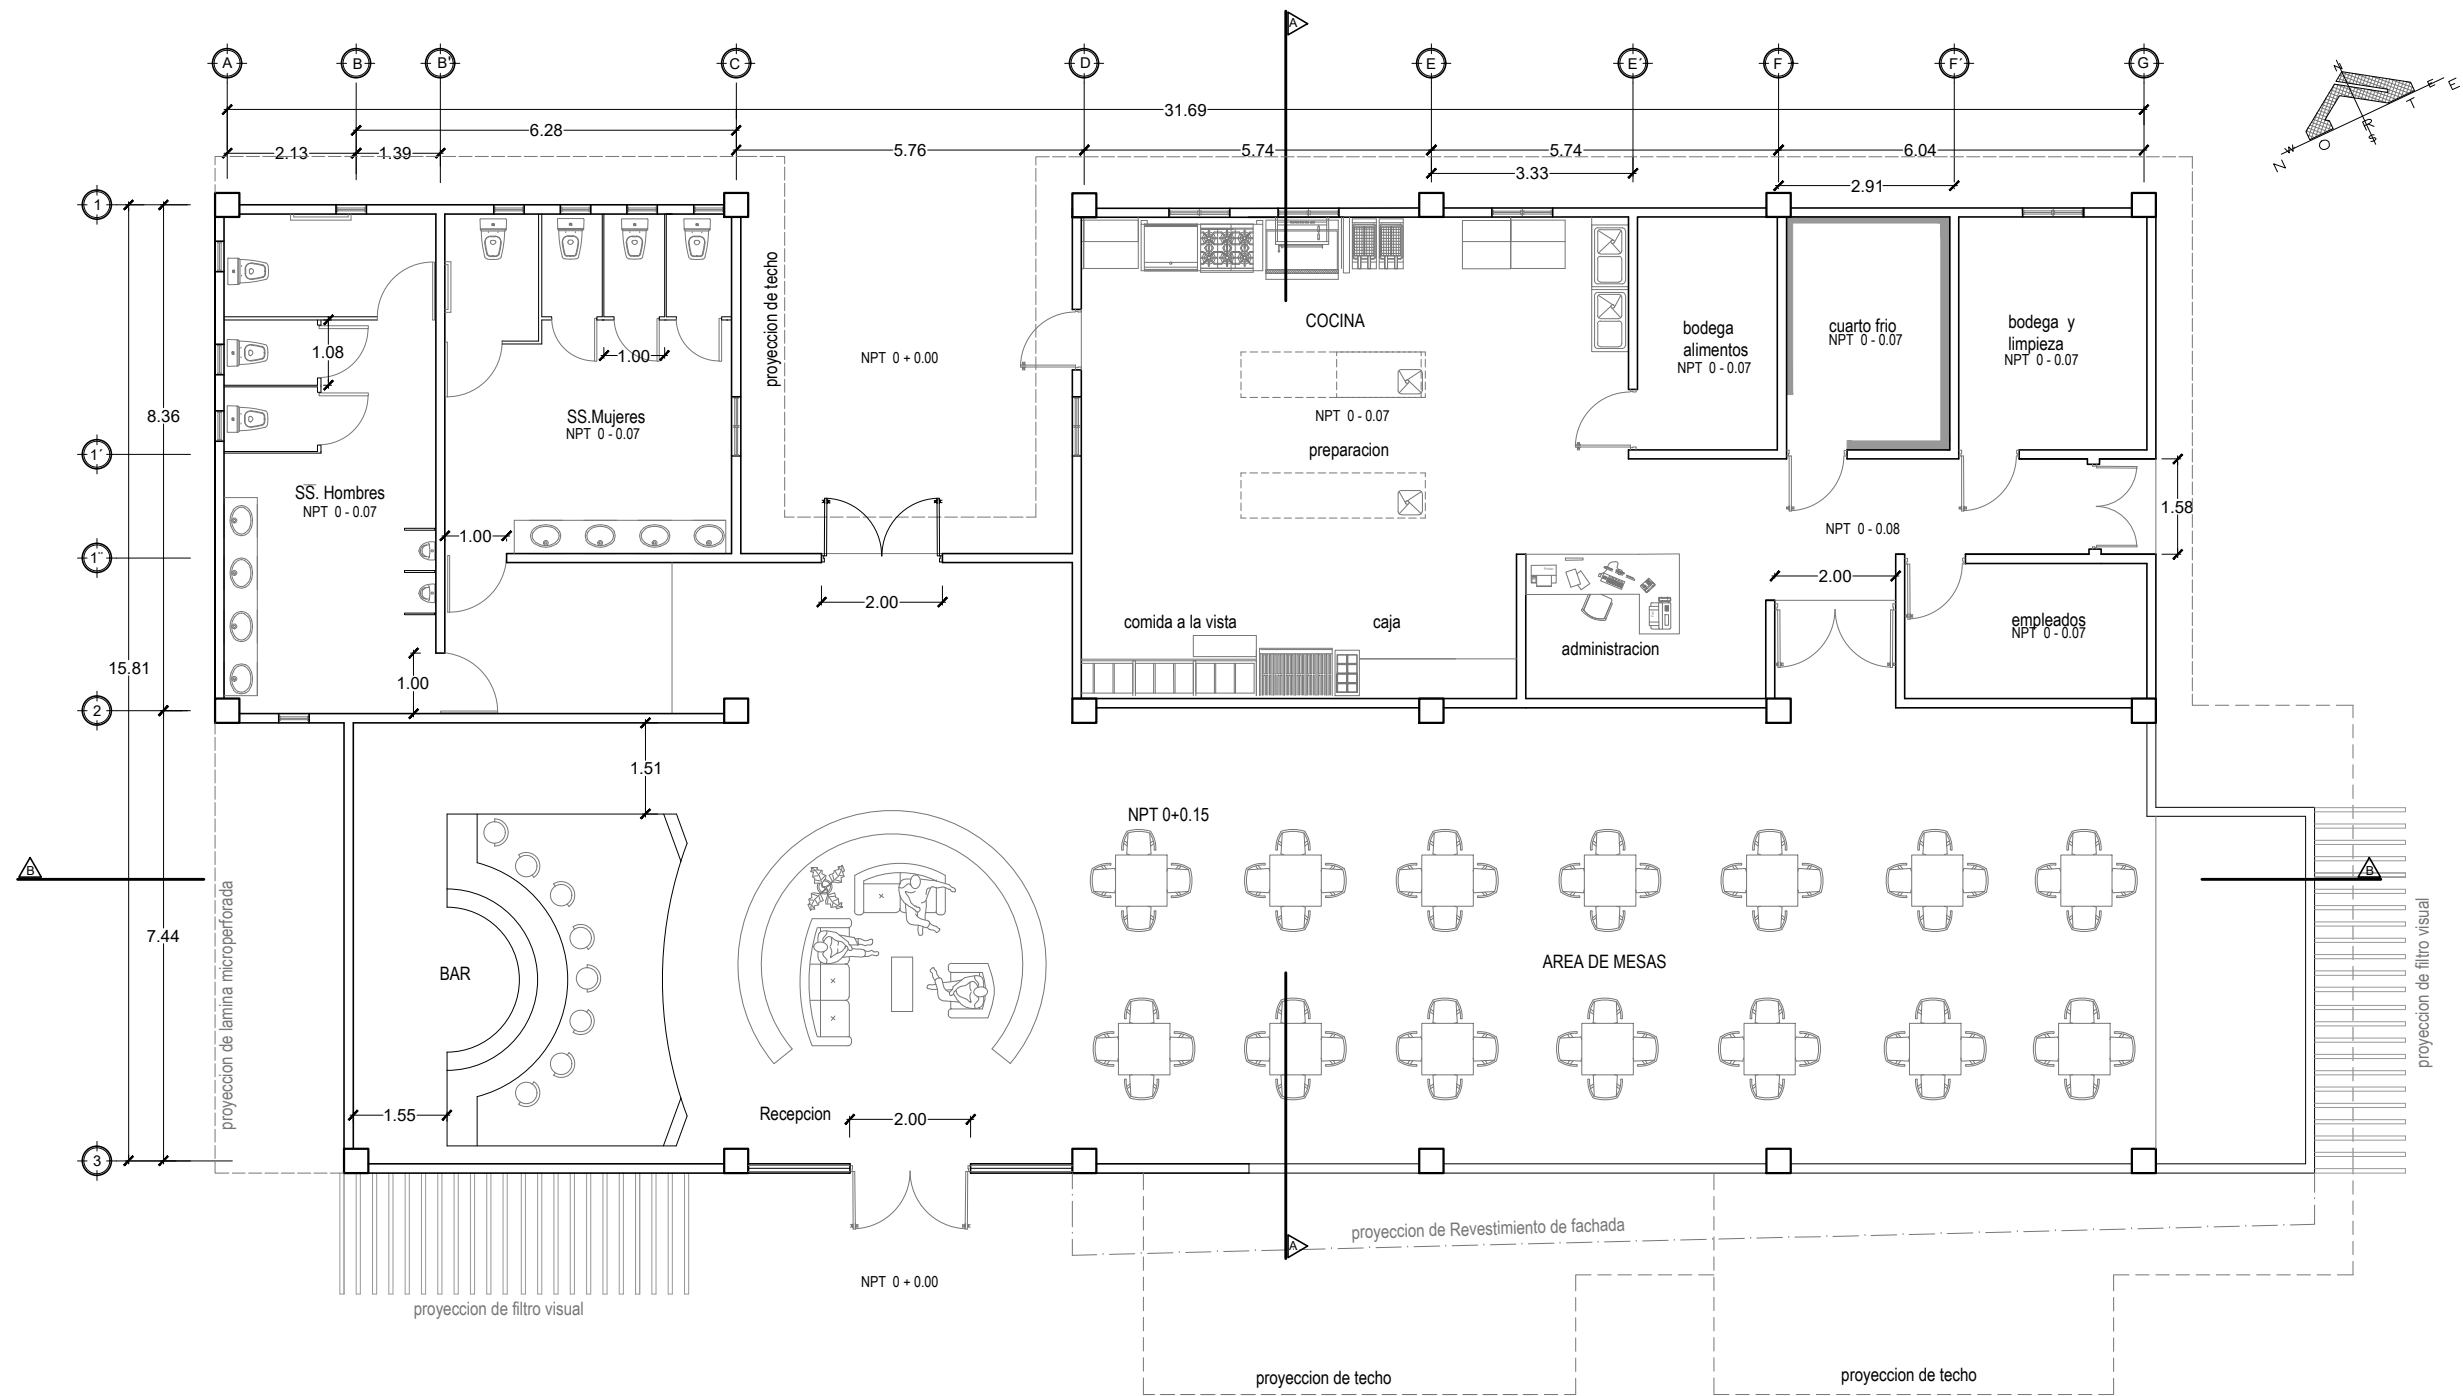 A
A
B
B'
C
D
E
E´
F
F´
G
31.69
6.28
2.13
1.39
5.76
5.74
5.74
6.04
3.33
2.91
N
E
S
O
N W O R T E E
1
1´
1¨
2
3
8.36
15.81
7.44
proyeccion de techo
NPT 0 + 0.00
COCINA
NPT 0 - 0.07
preparacion
bodega
alimentos
NPT 0 - 0.07
cuarto frio
NPT 0 - 0.07
bodega y
limpieza
NPT 0 - 0.07
1.08
1.00
SS.Mujeres
NPT 0 - 0.07
SS. Hombres
NPT 0 - 0.07
1.00
1.00
2.00
NPT 0 - 0.08
1.58
2.00
comida a la vista
caja
administracion
empleados
NPT 0 - 0.07
1.51
NPT 0+0.15
B
B
BAR
AREA DE MESAS
proyeccion de lamina microperforada
proyeccion de filtro visual
1.55
Recepcion
2.00
proyeccion de Revestimiento de fachada
A
NPT 0 + 0.00
proyeccion de filtro visual
proyeccion de techo
proyeccion de techo